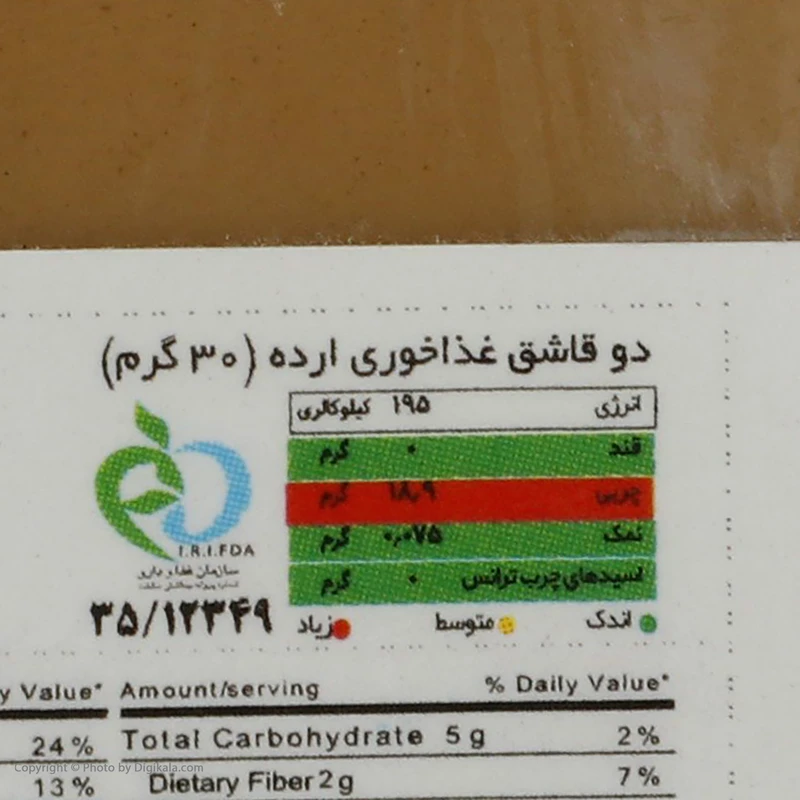 دو قاشق غذاخوری ارده (۳۰ گرم)
انرژی ۱۹۵ کیلوکالری
قند ۰ گرم
چربی ۱۸٫۹ گرم
نمک ۰٫۰۷۵ گرم
اسیدهای چرب ترانس ۰ گرم
اندک متوسط زیاد
I.R.I.FDA
سازمان غذا و دارو
۳۵/۱۲۳۴۹
y Value* Amount/serving % Daily Value*
24% Total Carbohydrate 5g 2%
13% Dietary Fiber 2g 7%
Copyright © Photo by Digikala.com